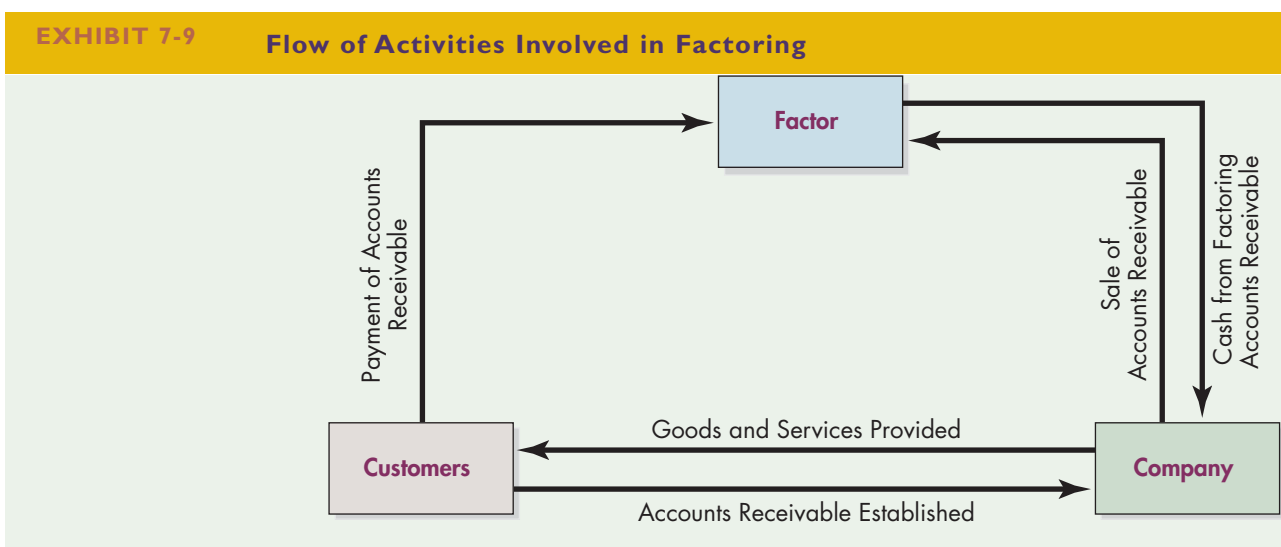 EXHIBIT 7-9
Flow of Activities Involved in Factoring
Factor
Payment of Accounts
Receivable
Sale of
Accounts Receivable
Cash from Factoring
Accounts Receivable
Goods and Services Provided
Customers
Company
Accounts Receivable Established